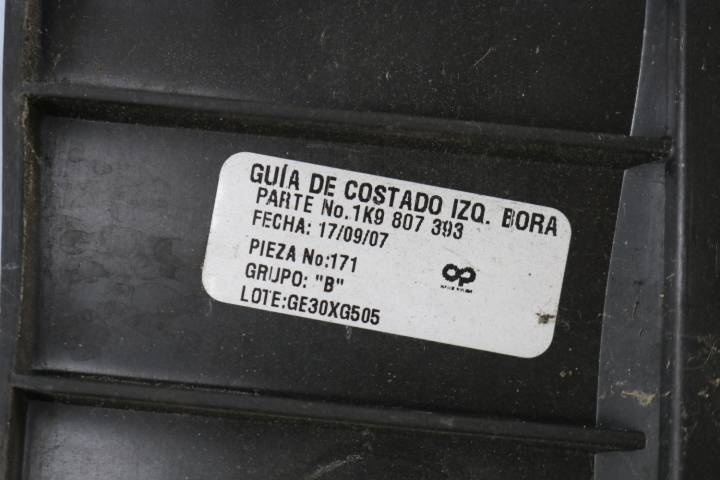 GUÍA DE COSTADO IZQ. BORA
PARTE No.1K9 807 393
FECHA: 17/09/07
PIEZA No:171
GRUPO: "B"
LOTE:GE30XG505